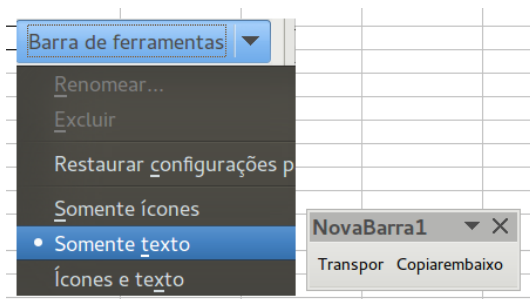 Barra de ferramentas
Renomear...
Excluir
Restaurar configurações p
Somente ícones
Somente texto
Ícones e texto
NovaBarra1
Transpor Copiarembaixo